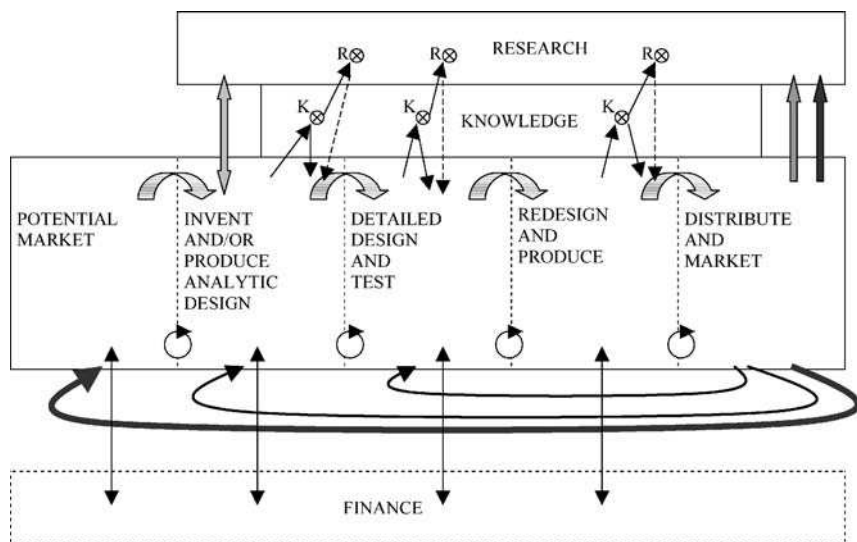 RESEARCH
R
R
R
KNOWLEDGE
K
K
K
POTENTIAL
MARKET
INVENT
AND/OR
PRODUCE
ANALYTIC
DESIGN
DETAILED
DESIGN
AND
TEST
REDESIGN
AND
PRODUCE
DISTRIBUTE
AND
MARKET
FINANCE